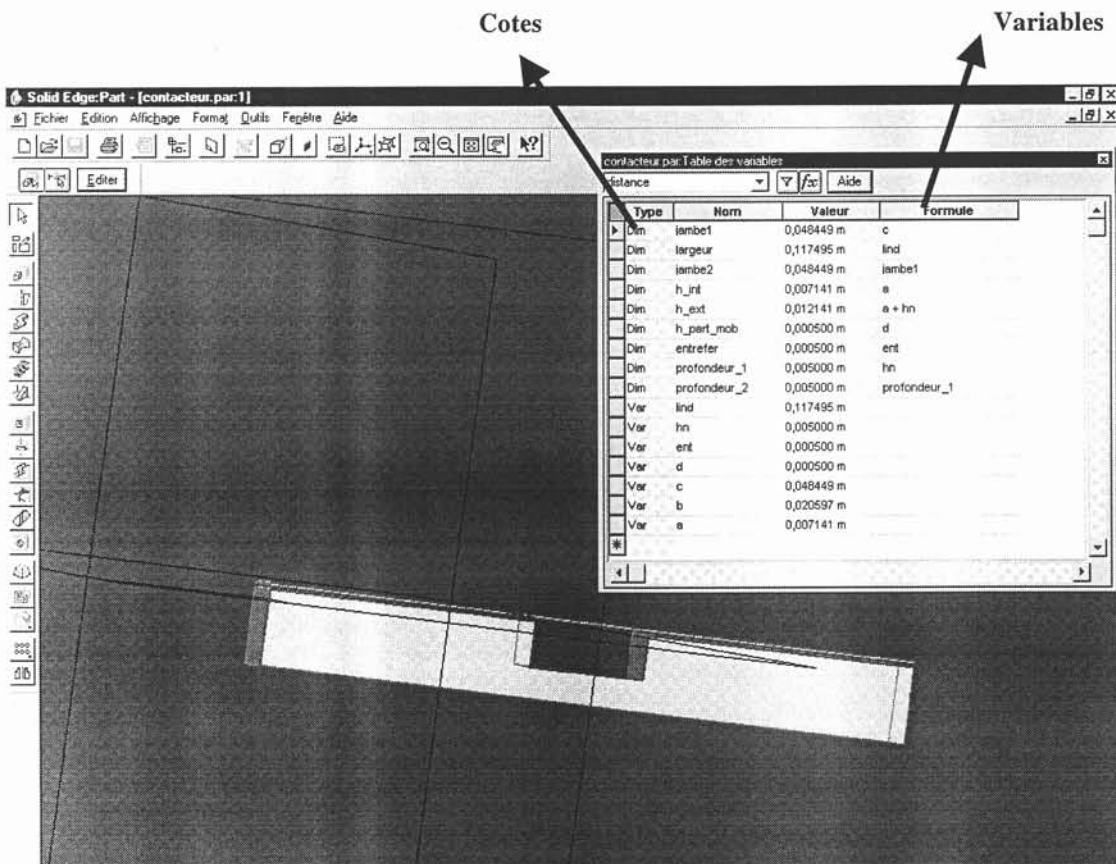 Cotes
Variables
Solid Edge:Part - [contacteur.par:1]
Fichier Edition Affichage Format Outils Fenêtre Aide
Editer
contacteur.par:Table des variables
distance
fx Aide
Type Nom Valeur Formule
Dim jambe1 0,048449 m c
Dim largeur 0,117495 m lind
Dim jambe2 0,048449 m jambe1
Dim h_int 0,007141 m a
Dim h_ext 0,012141 m a + hn
Dim h_part_mob 0,000500 m d
Dim entrefer 0,000500 m ent
Dim profondeur_1 0,005000 m hn
Dim profondeur_2 0,005000 m profondeur_1
Var lind 0,117495 m
Var hn 0,005000 m
Var ent 0,000500 m
Var d 0,000500 m
Var c 0,048449 m
Var b 0,020597 m
Var a 0,007141 m